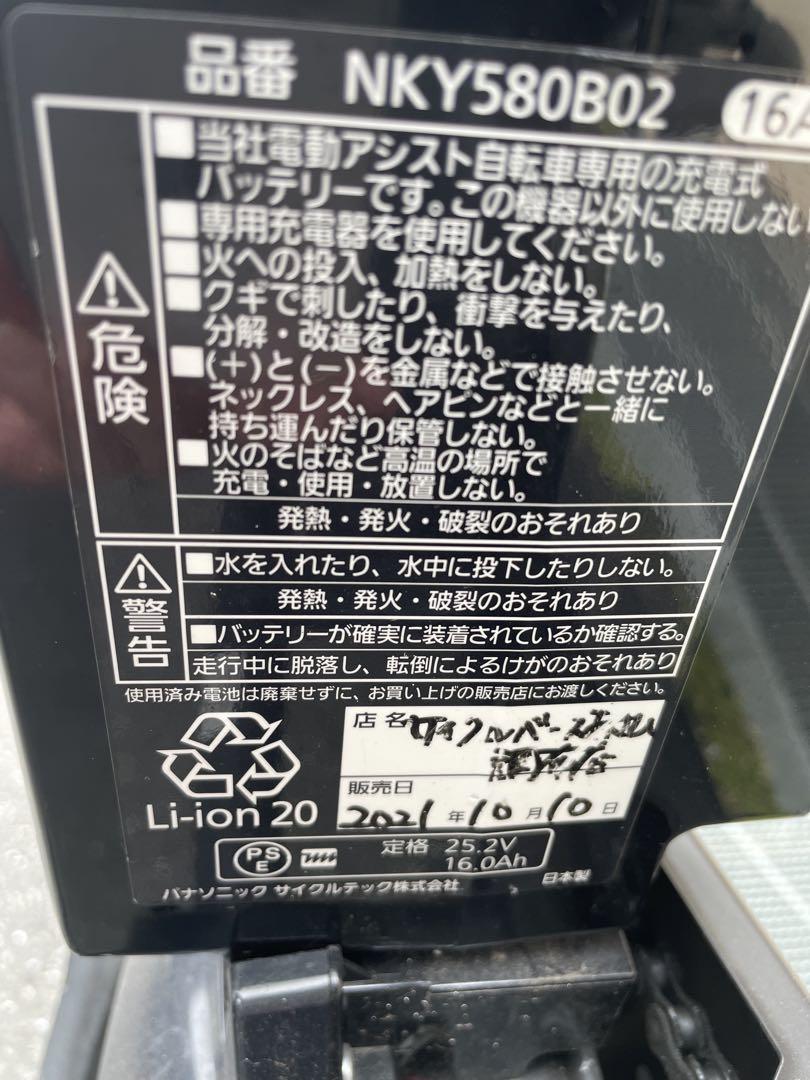 品番 NKY580B02 16A
■当社電動アシスト自転車専用の充電式
バッテリーです。この機器以外に使用しない
■専用充電器を使用してください。
■火への投入、加熱をしない。
■クギで刺したり、衝撃を与えたり、
分解・改造をしない。
■(+)と(−)を金属などで接触させない。
ネックレス、ヘアピンなどと一緒に
持ち運んだり保管しない。
■火のそばなど高温の場所で
充電・使用・放置しない。
危険
発熱・発火・破裂のおそれあり
■水を入れたり、水中に投下したりしない。
発熱・発火・破裂のおそれあり
警告
■バッテリーが確実に装着されているか確認する。
走行中に脱落し、転倒によるけがのおそれあり
使用済み電池は廃棄せずに、お買い上げの販売店にお渡しください。
店名 サイクルベース
販売日
2021年10月10日
Li-ion 20
PSE 定格 25.2V
16.0Ah
パナソニック サイクルテック株式会社 日本製